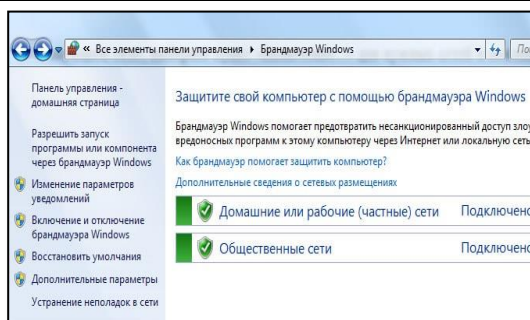 « Все элементы панели управления ▸ Брандмауэр Windows
Панель управления -
домашняя страница
Разрешить запуск
программы или компонента
через брандмауэр Windows
Изменение параметров
уведомлений
Включение и отключение
брандмауэра Windows
Восстановить умолчания
Дополнительные параметры
Устранение неполадок в сети
Защитите свой компьютер с помощью брандмауэра Windows
Брандмауэр Windows помогает предотвратить несанкционированный доступ
вредоносных программ к этому компьютеру через Интернет или локальную сеть
Как брандмауэр помогает защитить компьютер?
Дополнительные сведения о сетевых размещениях
Домашние или рабочие (частные) сети
Общественные сети